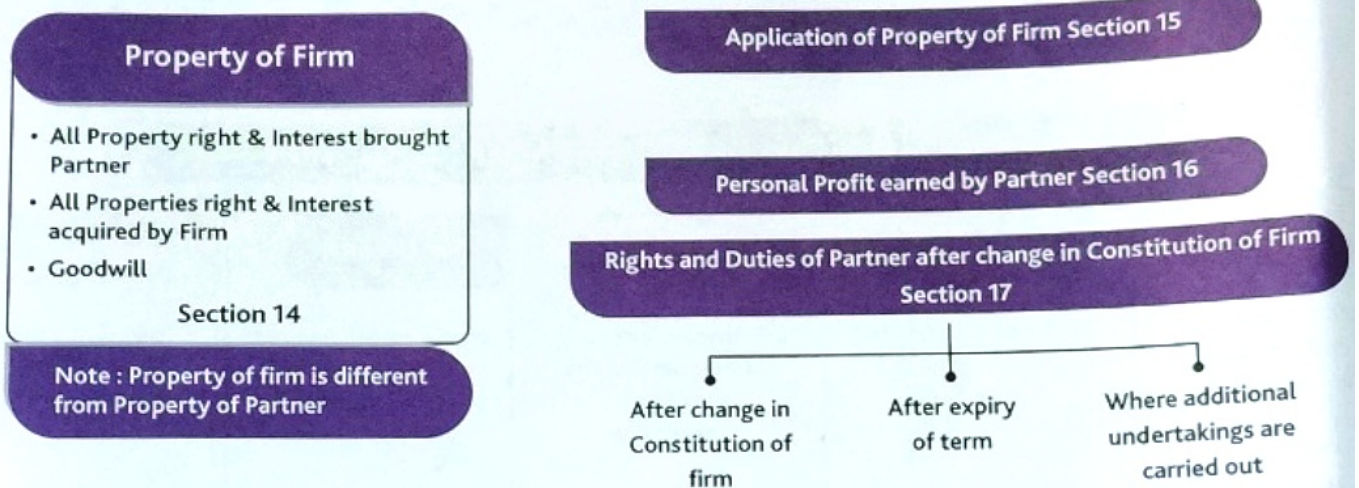 Property of Firm
• All Property right & Interest brought
Partner
• All Properties right & Interest
acquired by Firm
• Goodwill
Section 14
Note : Property of firm is different
from Property of Partner
Application of Property of Firm Section 15
Personal Profit earned by Partner Section 16
Rights and Duties of Partner after change in Constitution of Firm
Section 17
After change in
Constitution of
firm
After expiry
of term
Where additional
undertakings are
carried out